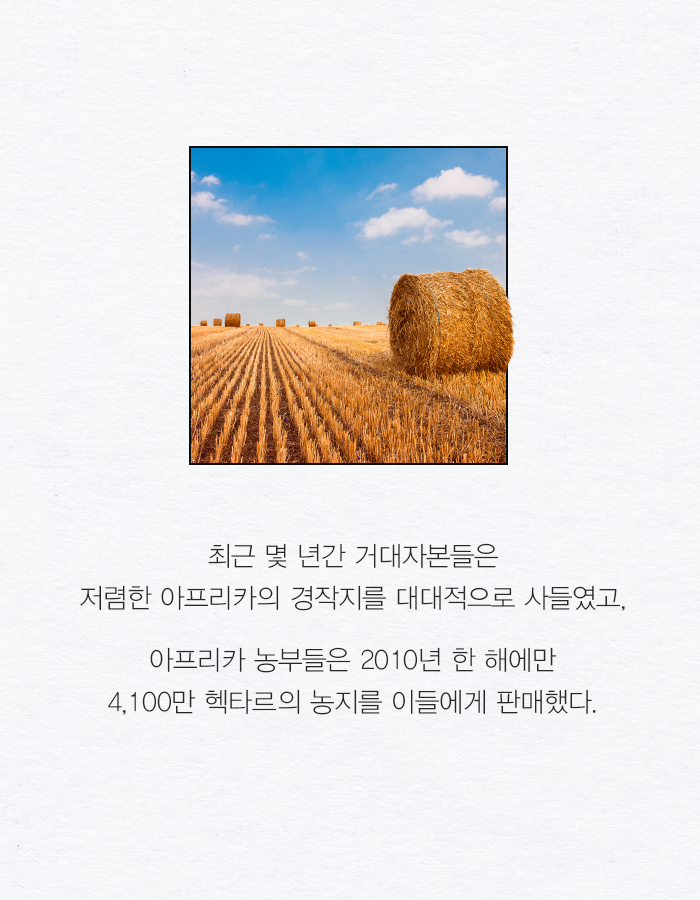 최근 몇 년간 거대자본들은
저렴한 아프리카의 경작지를 대대적으로 사들였고,
아프리카 농부들은 2010년 한 해에만
4,100만 헥타르의 농지를 이들에게 판매했다.